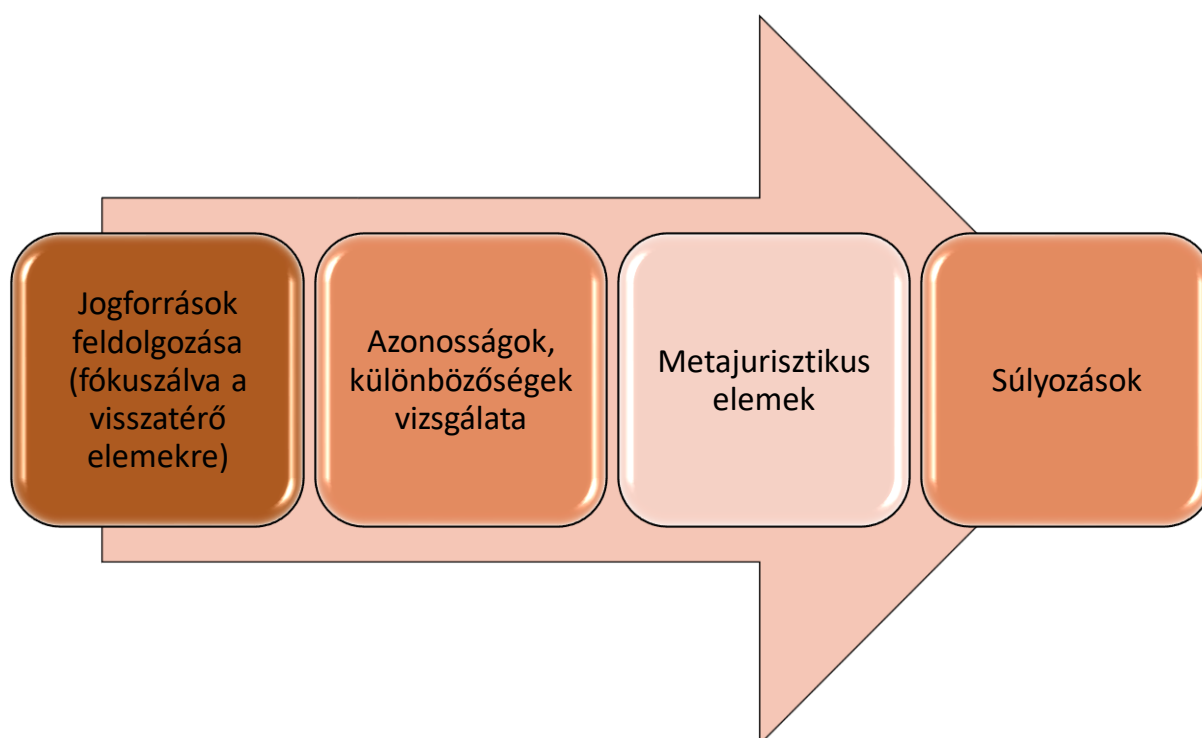 Jogforrások
feldolgozása
(fókuszálva a
visszatérő
elemekre)
Azonosságok,
különbözőségek
vizsgálata
Metajurisztikus
elemek
Súlyozások